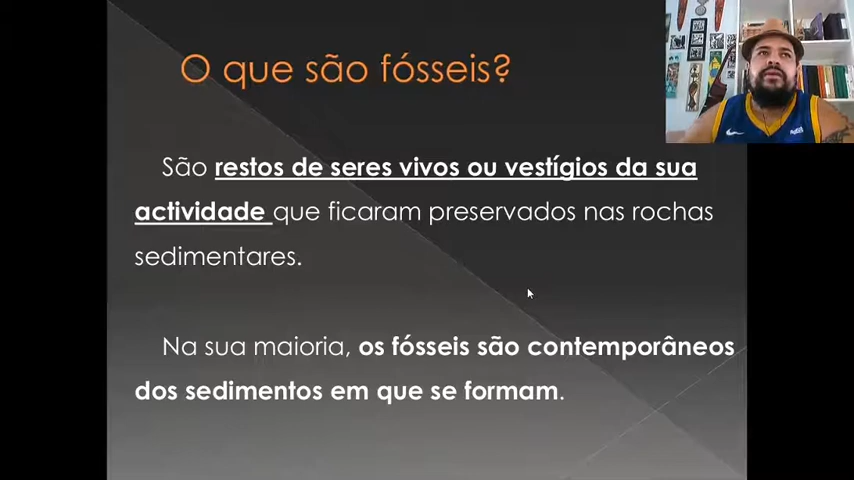 O que são fósseis?
São restos de seres vivos ou vestígios da sua
actividade que ficaram preservados nas rochas
sedimentares.
Na sua maioria, os fósseis são contemporâneos
dos sedimentos em que se formam.